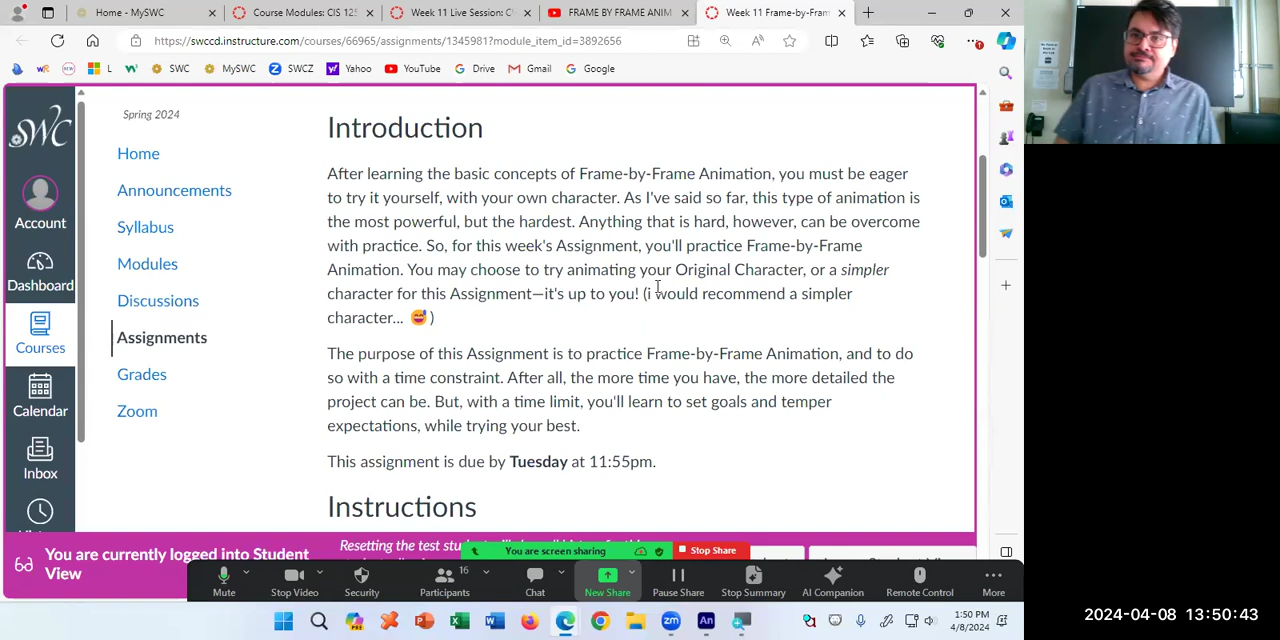 Home - MySWC
Course Modules: CIS 125
Week 11 Live Session: C
FRAME BY FRAME ANIM
Week 11 Frame-by-Fram
https://swccd.instructure.com/courses/66965/assignments/1345981?module_item_id=3892656
L
SWC
MySWC
SWCZ
Yahoo
YouTube
Drive
Gmail
Google
SWC
Account
Dashboard
Courses
Calendar
Inbox
Spring 2024
Home
Announcements
Syllabus
Modules
Discussions
Assignments
Grades
Zoom
Introduction
After learning the basic concepts of Frame-by-Frame Animation, you must be eager
to try it yourself, with your own character. As I've said so far, this type of animation is
the most powerful, but the hardest. Anything that is hard, however, can be overcome
with practice. So, for this week's Assignment, you'll practice Frame-by-Frame
Animation. You may choose to try animating your Original Character, or a simpler
character for this Assignment—it's up to you! (i would recommend a simpler
character... 😅 )
The purpose of this Assignment is to practice Frame-by-Frame Animation, and to do
so with a time constraint. After all, the more time you have, the more detailed the
project can be. But, with a time limit, you'll learn to set goals and temper
expectations, while trying your best.
This assignment is due by Tuesday at 11:55pm.
Instructions
You are currently logged into Student
View
Resetting the test stu
You are screen sharing
Stop Share
Mute
Stop Video
Security
16
Participants
Chat
New Share
Pause Share
Stop Summary
AI Companion
Remote Control
More
1:50 PM
4/8/2024
2024-04-08 13:50:43